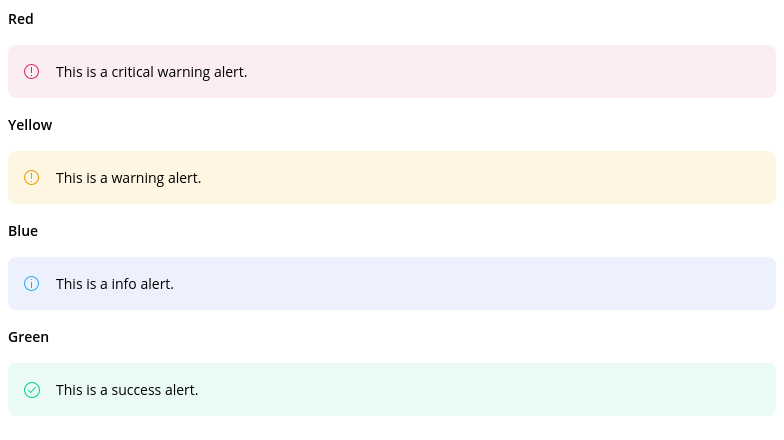 Red
This is a critical warning alert.
Yellow
This is a warning alert.
Blue
This is a info alert.
Green
This is a success alert.